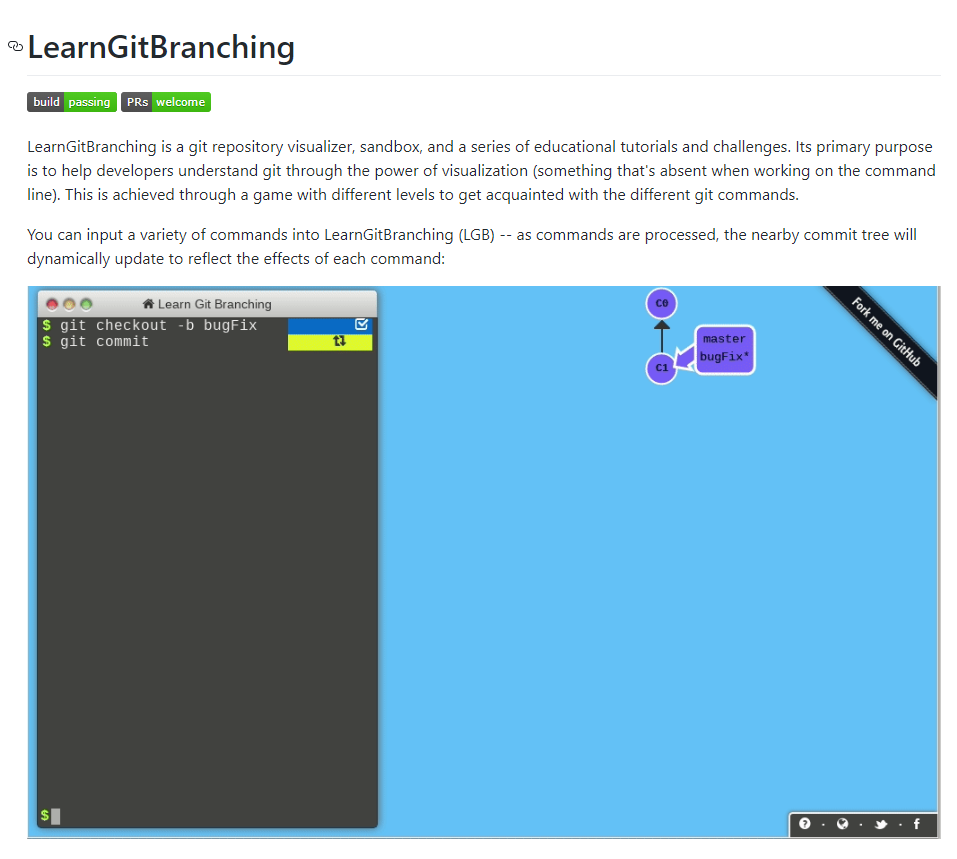 LearnGitBranching
build passing PRs welcome
LearnGitBranching is a git repository visualizer, sandbox, and a series of educational tutorials and challenges. Its primary purpose
is to help developers understand git through the power of visualization (something that's absent when working on the command
line). This is achieved through a game with different levels to get acquainted with the different git commands.
You can input a variety of commands into LearnGitBranching (LGB) -- as commands are processed, the nearby commit tree will
dynamically update to reflect the effects of each command:
Learn Git Branching
$ git checkout -b bugFix
$ git commit
$
C0
C1
master
bugFix*
Fork me on GitHub